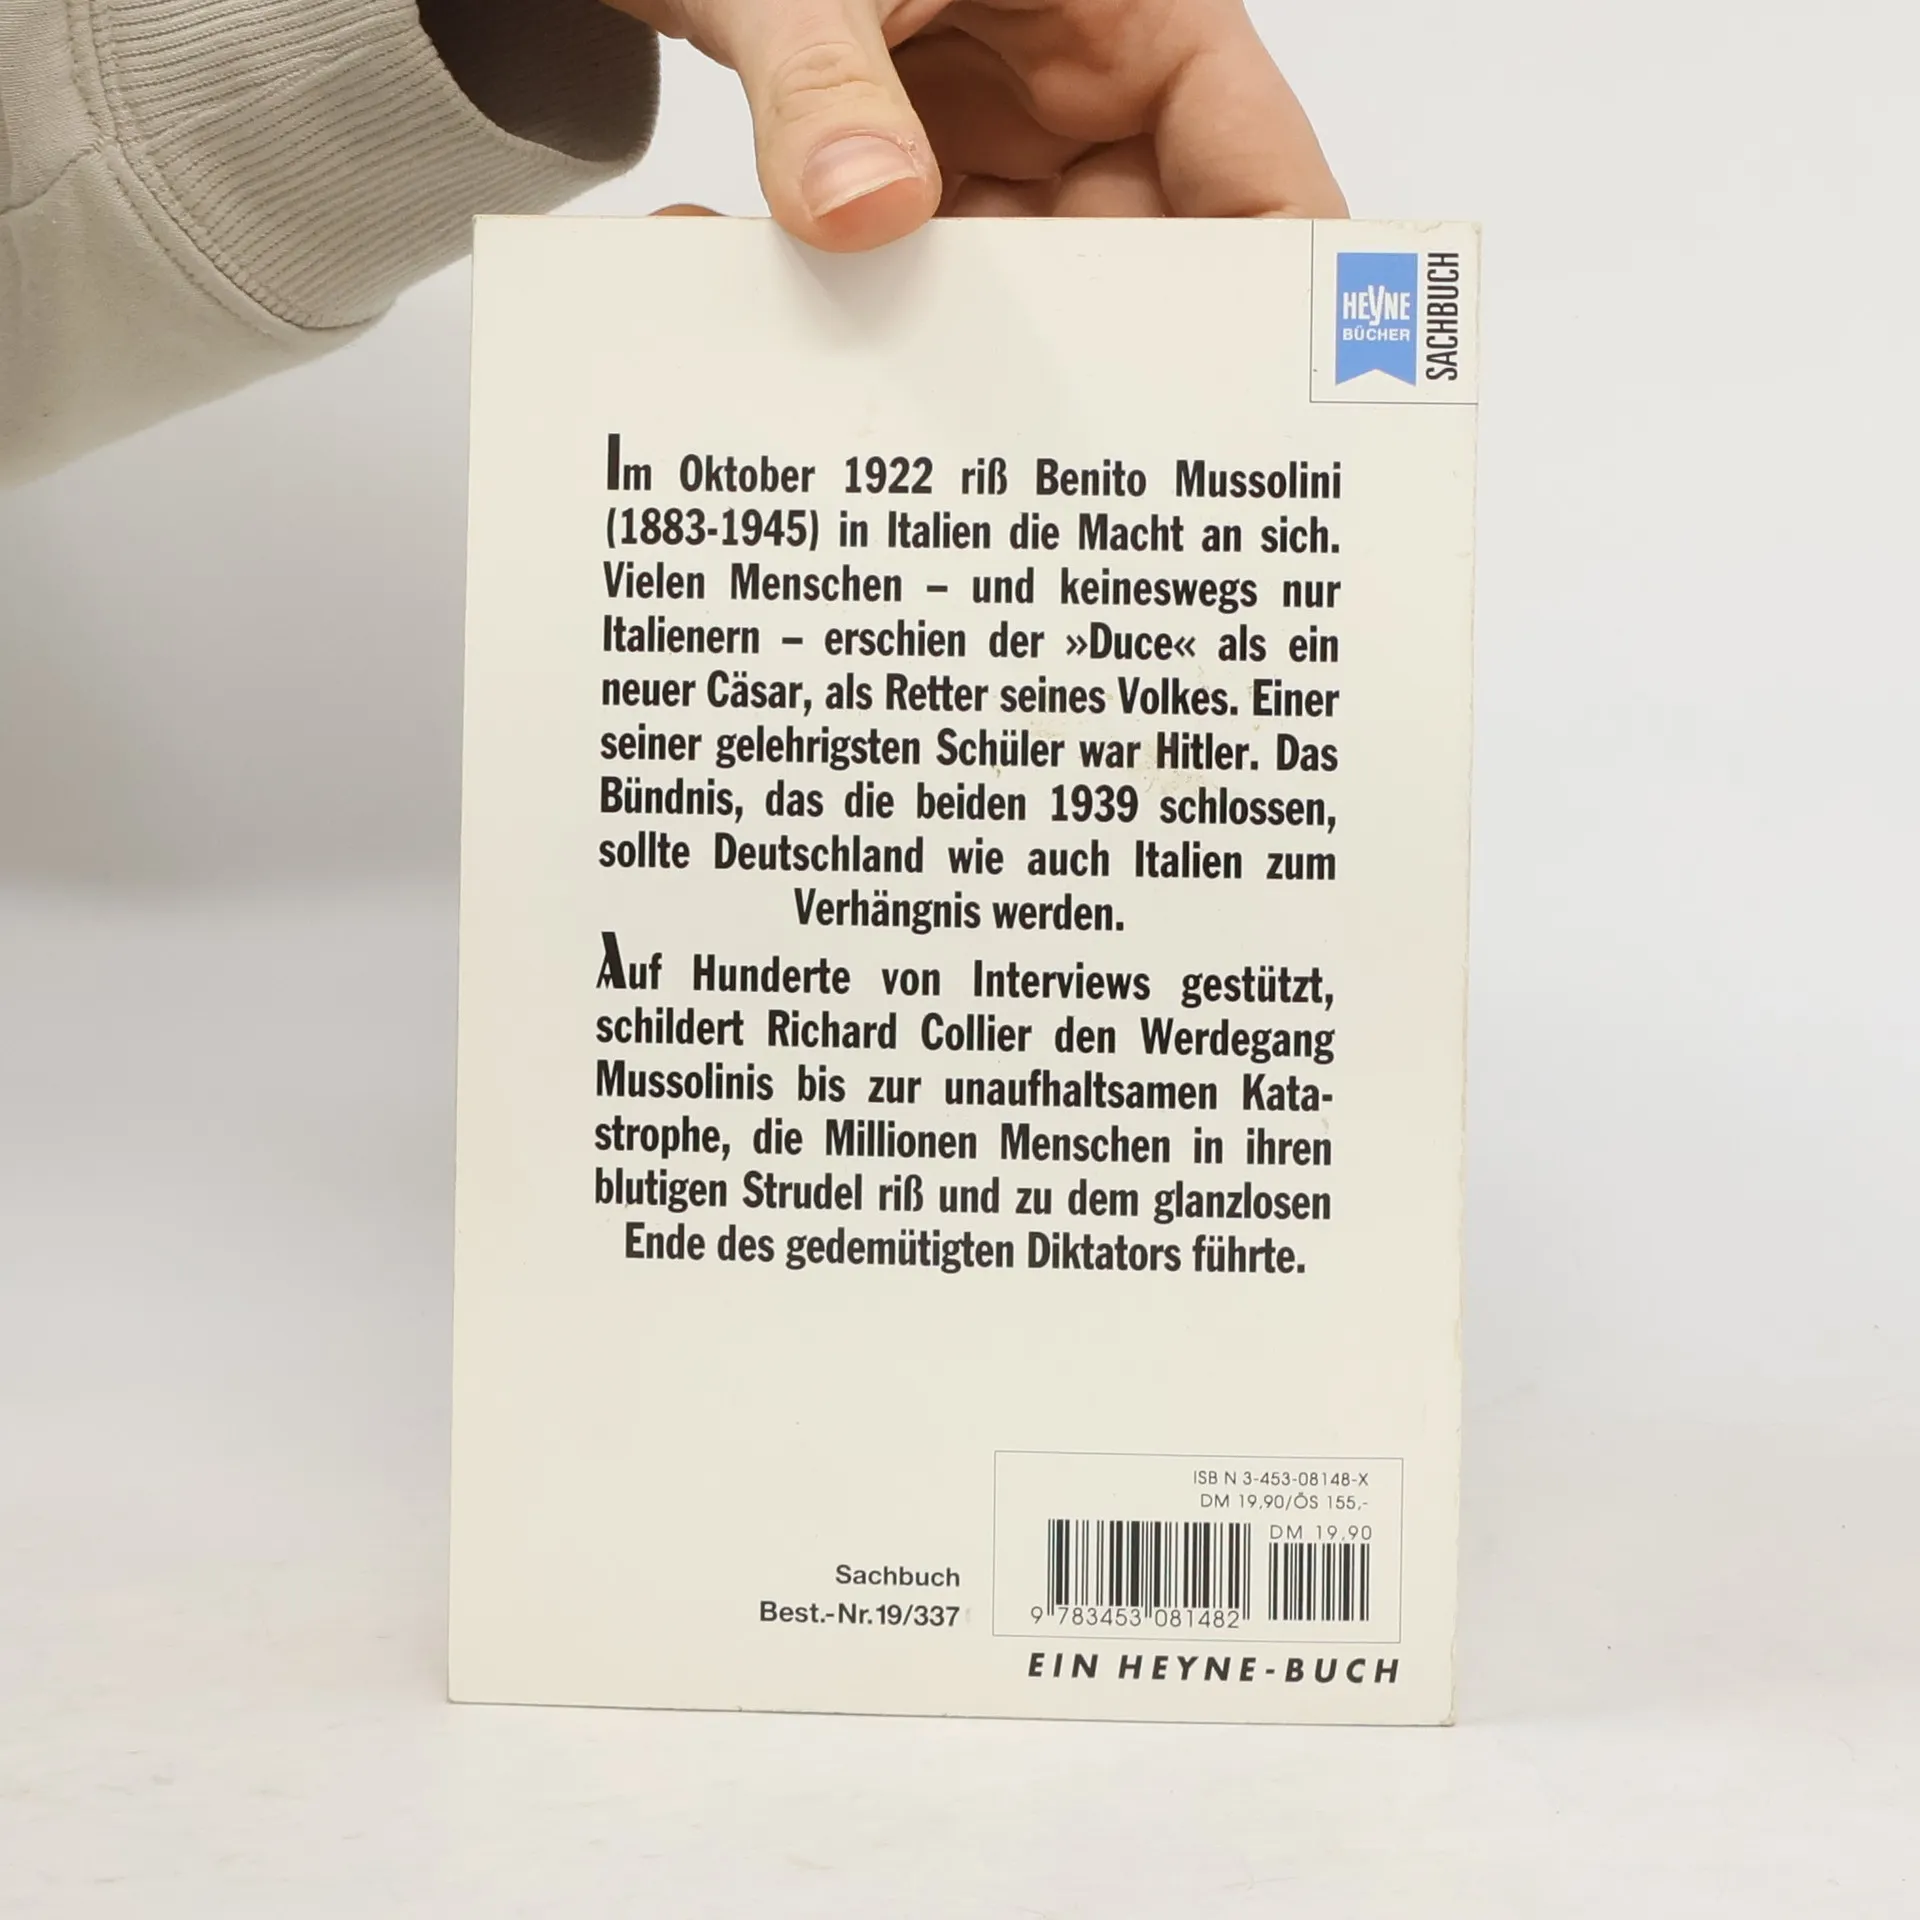 HEYNE
BÜCHER
SACHBUCH
Im Oktober 1922 riß Benito Mussolini
(1883-1945) in Italien die Macht an sich.
Vielen Menschen – und keineswegs nur
Italienern – erschien der »Duce« als ein
neuer Cäsar, als Retter seines Volkes. Einer
seiner gelehrigsten Schüler war Hitler. Das
Bündnis, das die beiden 1939 schlossen,
sollte Deutschland wie auch Italien zum
Verhängnis werden.
Auf Hunderte von Interviews gestützt,
schildert Richard Collier den Werdegang
Mussolinis bis zur unaufhaltsamen Kata-
strophe, die Millionen Menschen in ihren
blutigen Strudel riß und zu dem glanzlosen
Ende des gedemütigten Diktators führte.
ISBN 3-453-08148-X
DM 19,90/ÖS 155,-
DM 19,90
9 783453 081482
Sachbuch
Best.-Nr. 19/337
EIN HEYNE-BUCH